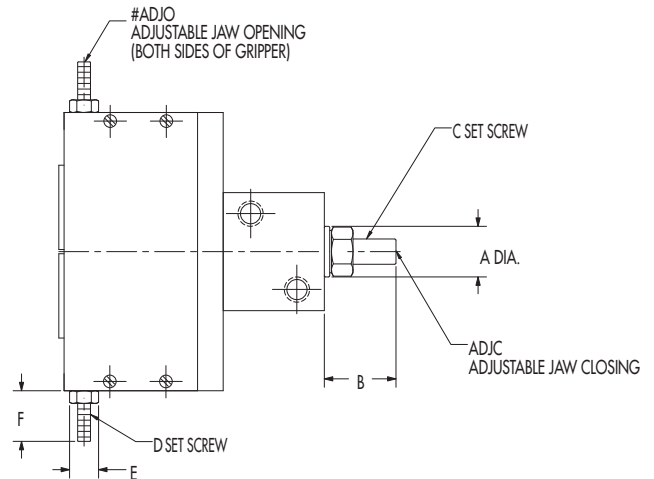 #ADJO
ADJUSTABLE JAW OPENING
(BOTH SIDES OF GRIPPER)
C SET SCREW
A DIA.
ADJC
ADJUSTABLE JAW CLOSING
B
F
D SET SCREW
E